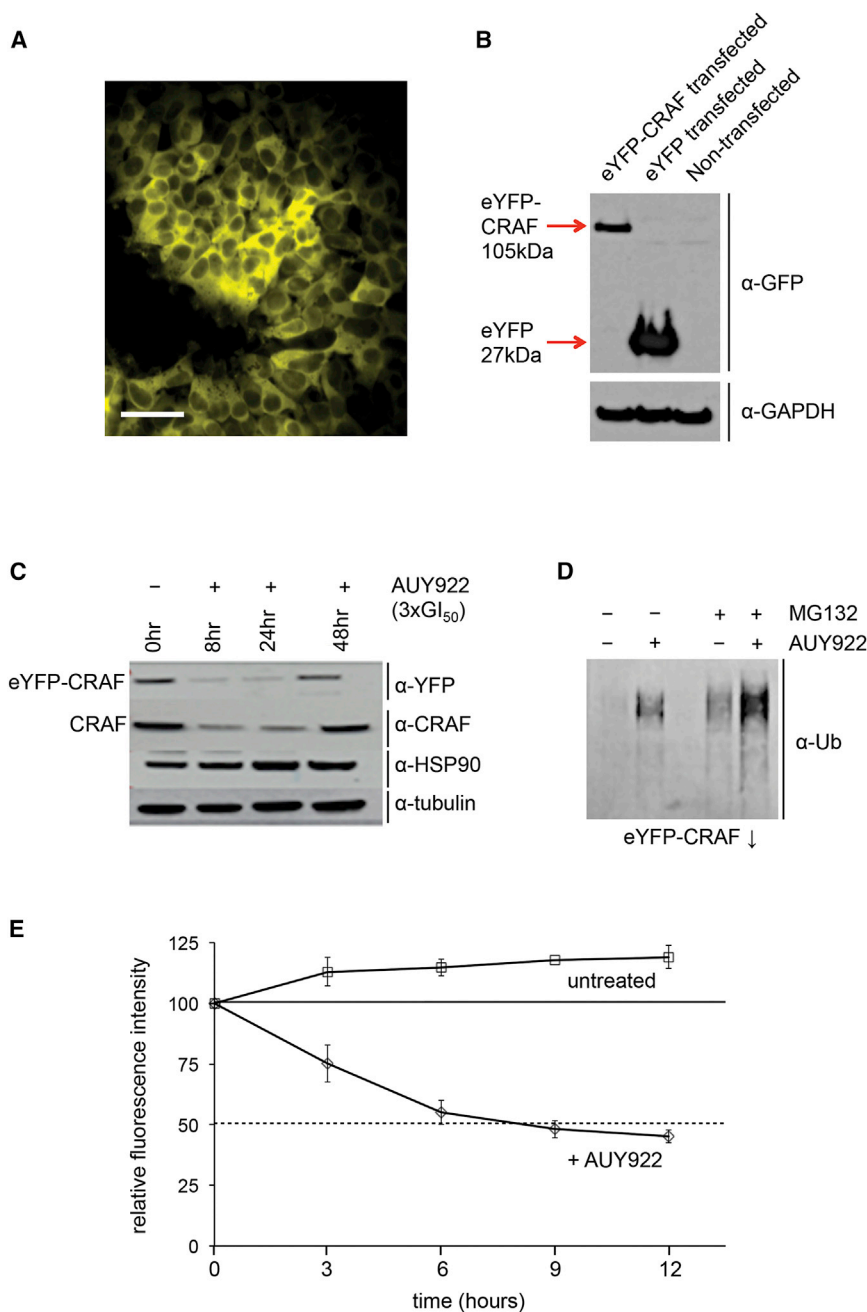 A
B
eYFP-CRAF transfected
eYFP transfected
Non-transfected
eYFP-
CRAF
105kDa
eYFP
27kDa
α-GFP
α-GAPDH
C
– + + + AUY922
0hr 8hr 24hr 48hr (3xGI₅₀)
eYFP-CRAF α-YFP
CRAF α-CRAF
α-HSP90
α-tubulin
D
– – + + MG132
– + – + AUY922
α-Ub
eYFP-CRAF ↓
E
relative fluorescence intensity
125
100
75
50
25
0
untreated
+ AUY922
0 3 6 9 12
time (hours)